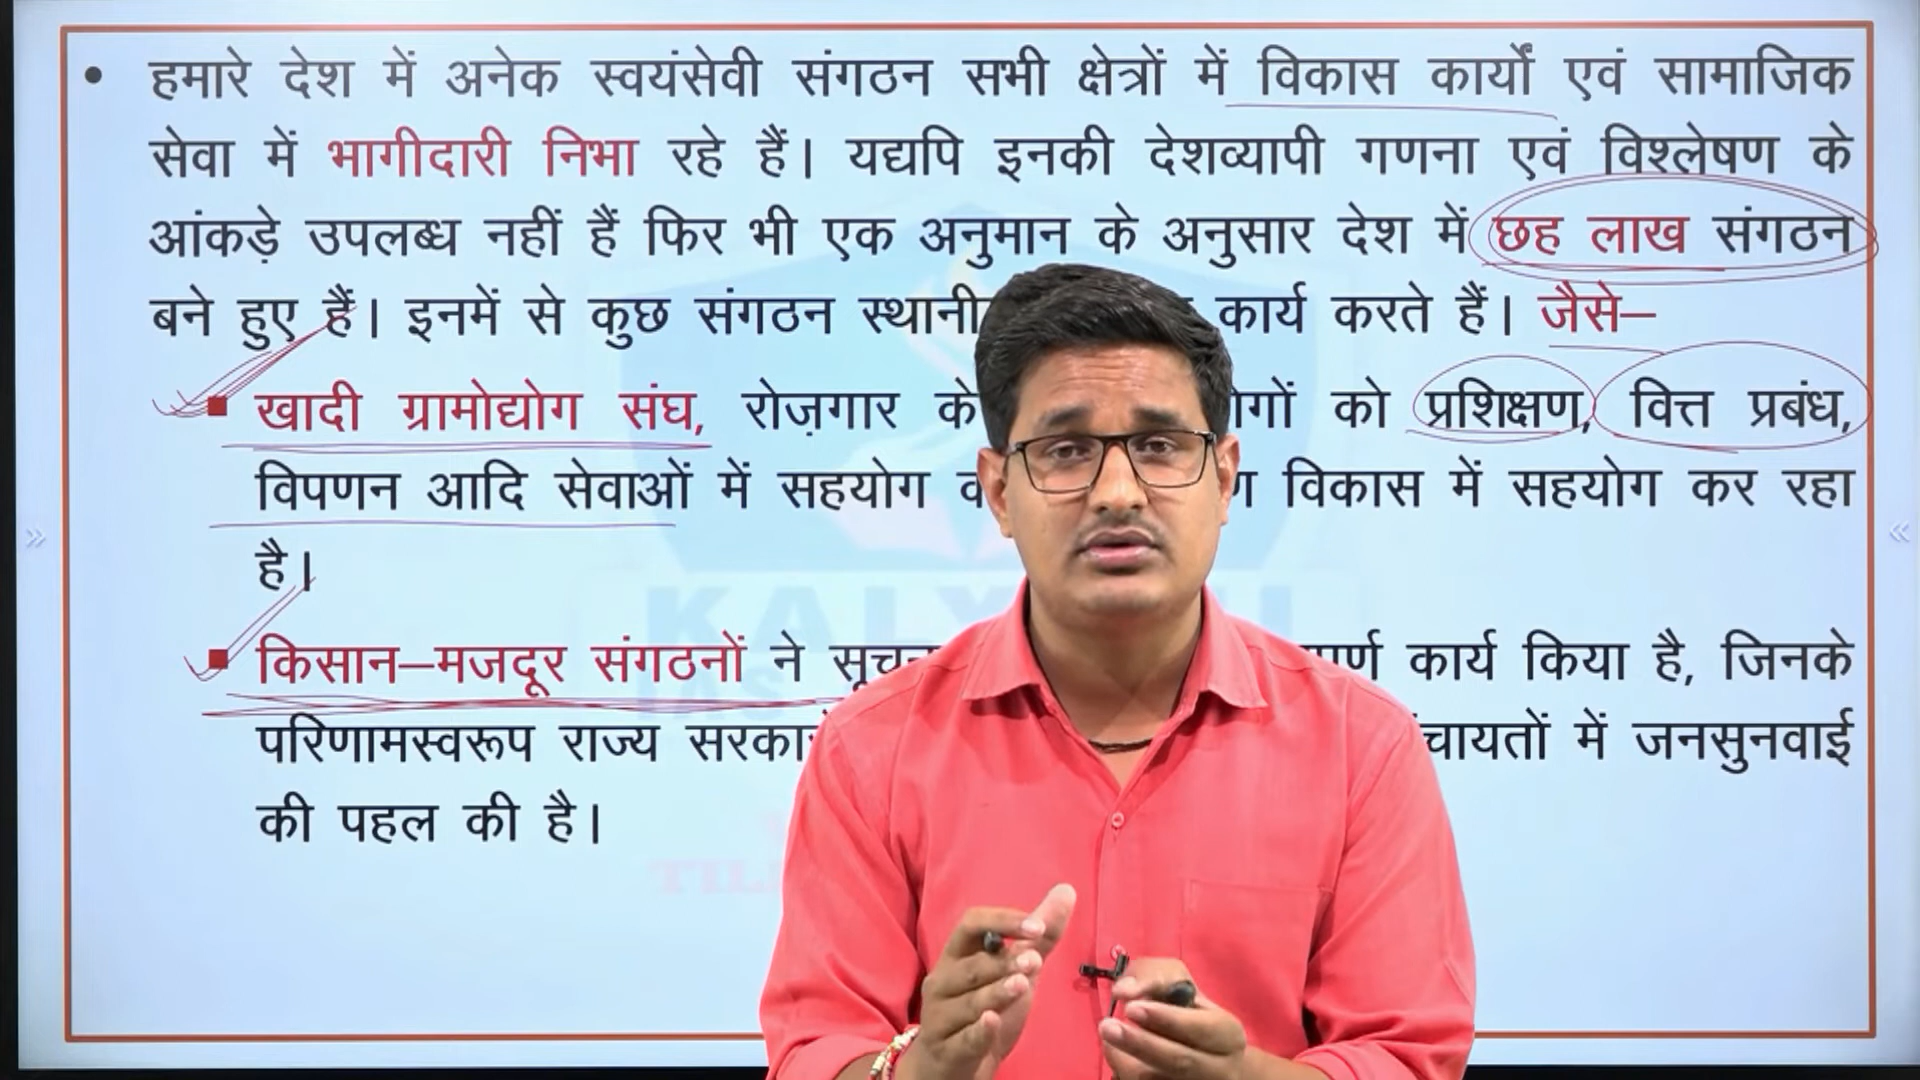 हमारे देश में अनेक स्वयंसेवी संगठन सभी क्षेत्रों में विकास कार्यों एवं सामाजिक
सेवा में भागीदारी निभा रहे हैं। यद्यपि इनकी देशव्यापी गणना एवं विश्लेषण के
आंकड़े उपलब्ध नहीं हैं फिर भी एक अनुमान के अनुसार देश में छह लाख संगठन
बने हुए हैं। इनमें से कुछ संगठन कार्य करते हैं। जैसे–
खादी ग्रामोद्योग संघ, रोज़गार के को प्रशिक्षण, वित्त प्रबंध,
विपणन आदि सेवाओं में सहयोग विकास में सहयोग कर रहा
है।
किसान–मजदूर संगठनों ने कार्य किया है, जिनके
परिणामस्वरूप राज्य में जनसुनवाई
की पहल की है।